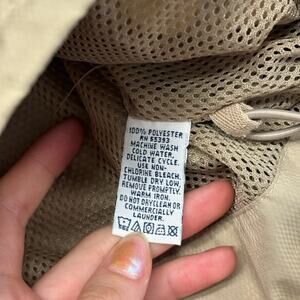 100% POLYESTER
RN 55393
MACHINE WASH
COLD WATER,
DELICATE CYCLE.
USE NON-
CHLORINE BLEACH.
TUMBLE DRY LOW,
REMOVE PROMPTLY.
WARM IRON.
DO NOT DRYCLEAN OR
COMMERCIALLY
LAUNDER.